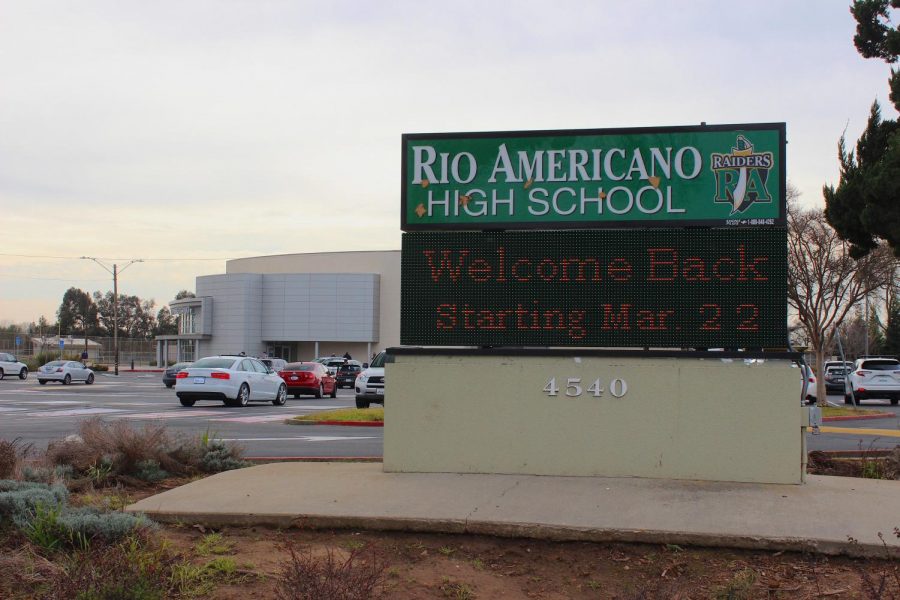 RIO AMERICANO
HIGH SCHOOL
RAIDERS
RA
Welcome Back
Starting Mar 22
4540